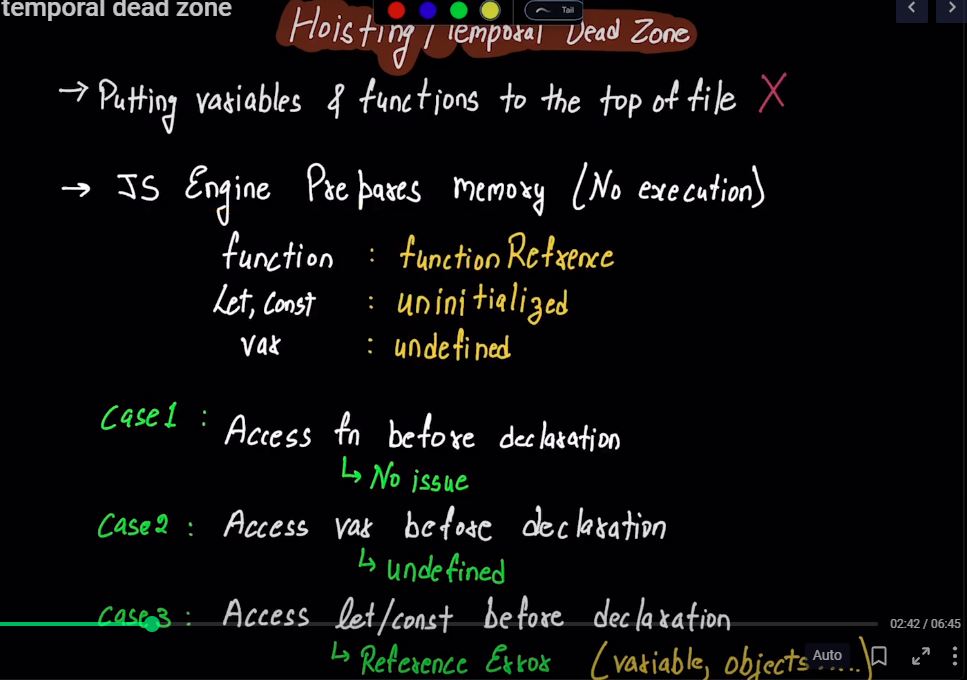 temporal dead zone
Tail
Hoisting / Temporal Dead Zone
→ Putting variables & functions to the top of file X
→ JS Engine Prepares memory (No execution)
function : function Refrence
Let, Const : uninitialized
var : undefined
Case1 : Access fn before declaration
↳ No issue
Case2 : Access var before declaration
↳ undefined
Case3 : Access let/const before declaration
02:42 / 06:45
↳ Reference Error (variable, objects.....)
Auto